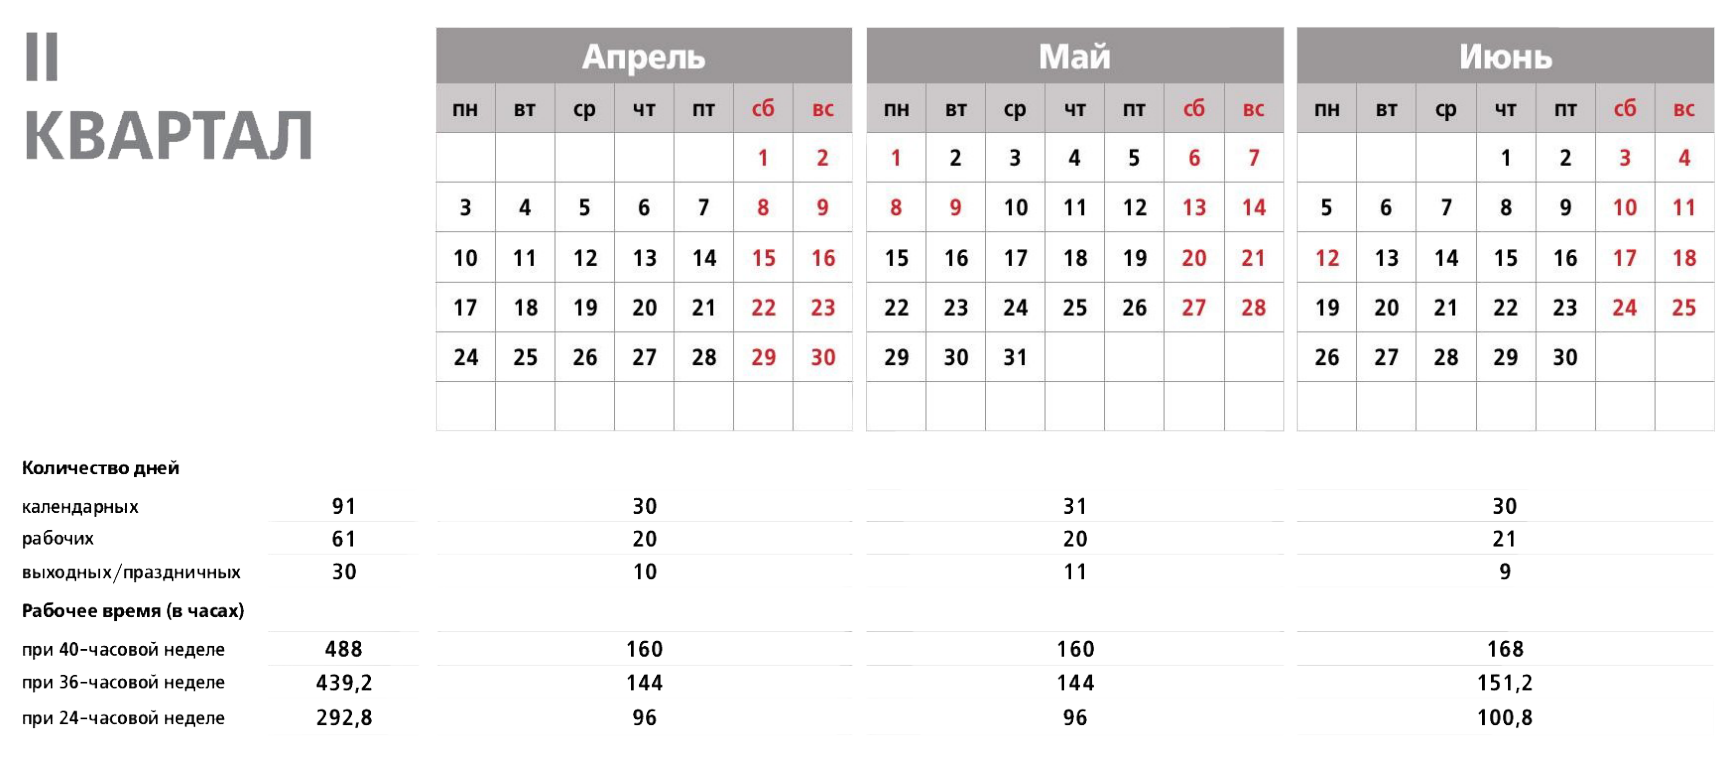 II
КВАРТАЛ
Апрель Май Июнь
пн вт ср чт пт сб вс пн вт ср чт пт сб вс пн вт ср чт пт сб вс
1 2 1 2 3 4 5 6 7 1 2 3 4
3 4 5 6 7 8 9 8 9 10 11 12 13 14 5 6 7 8 9 10 11
10 11 12 13 14 15 16 15 16 17 18 19 20 21 12 13 14 15 16 17 18
17 18 19 20 21 22 23 22 23 24 25 26 27 28 19 20 21 22 23 24 25
24 25 26 27 28 29 30 29 30 31 26 27 28 29 30
Количество дней
календарных 91 30 31 30
рабочих 61 20 20 21
выходных/праздничных 30 10 11 9
Рабочее время (в часах)
при 40-часовой неделе 488 160 160 168
при 36-часовой неделе 439,2 144 144 151,2
при 24-часовой неделе 292,8 96 96 100,8